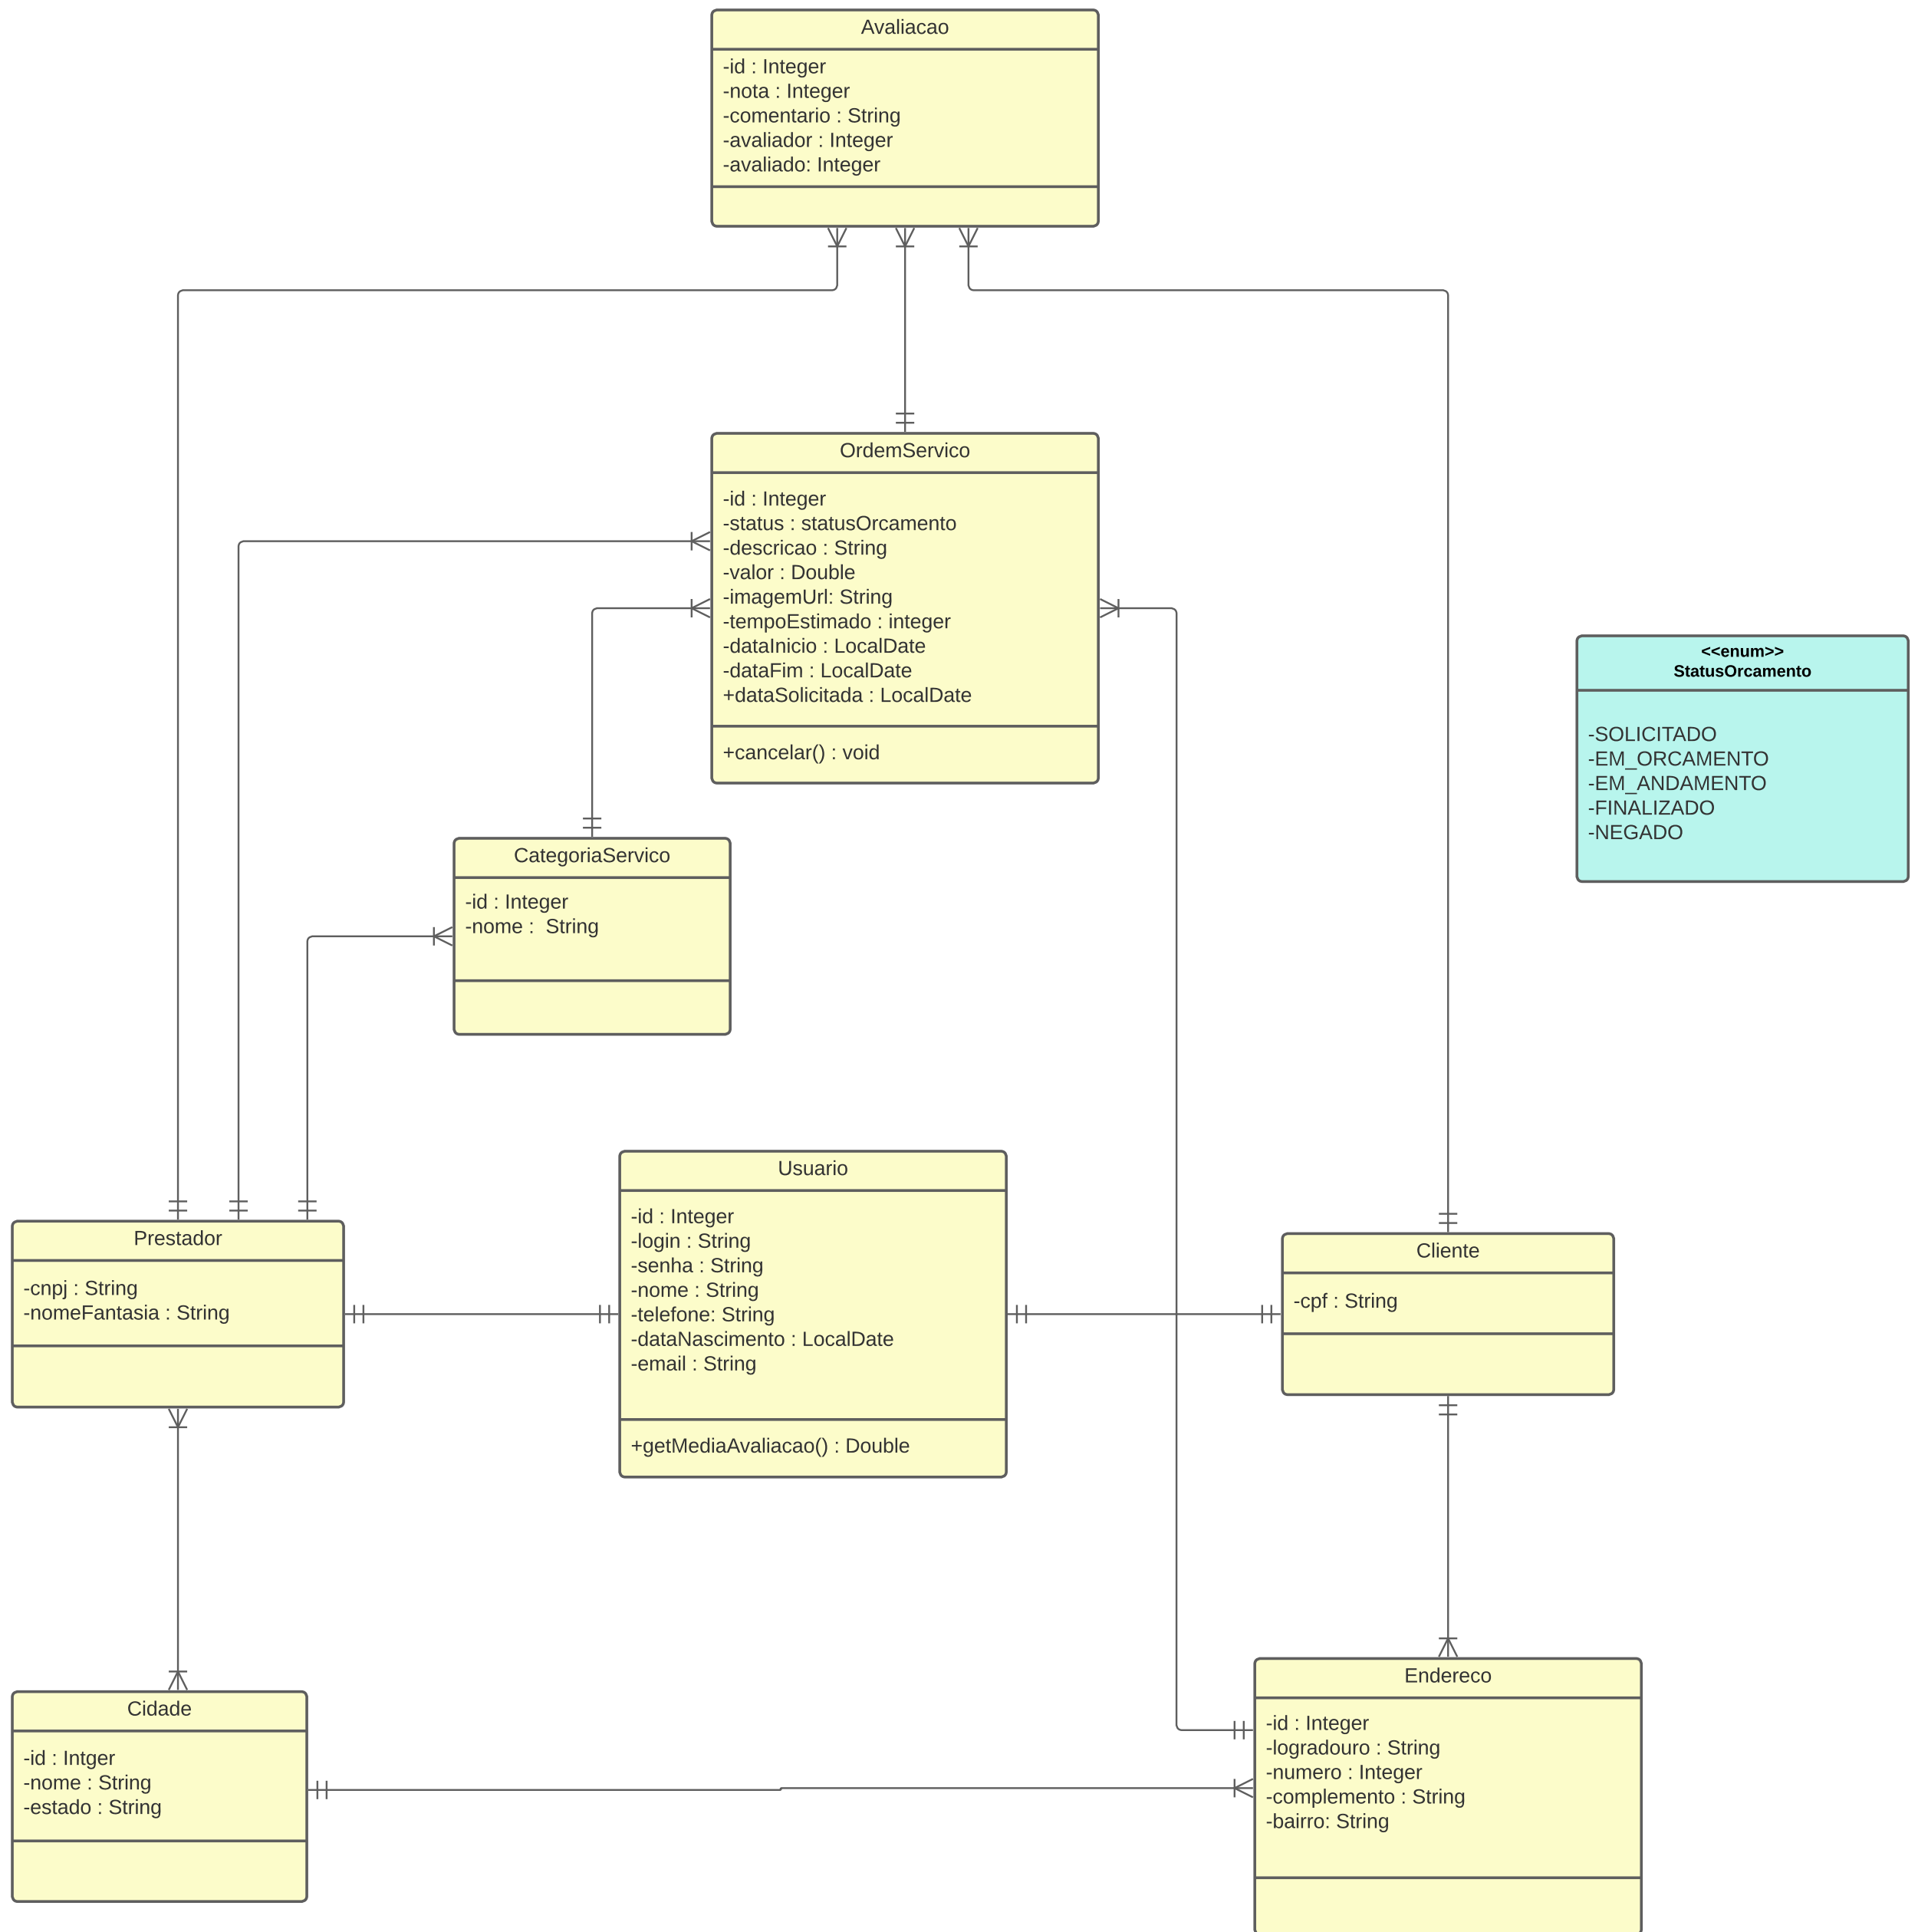 Avaliacao
-id : Integer
-nota : Integer
-comentario : String
-avaliador : Integer
-avaliado: Integer
OrdemServico
-id : Integer
-status : statusOrcamento
-descricao : String
-valor : Double
-imagemUrl: String
-tempoEstimado : integer
-dataInicio : LocalDate
-dataFim : LocalDate
+dataSolicitada : LocalDate
+cancelar() : void
<<enum>>
StatusOrcamento
-SOLICITADO
-EM_ORCAMENTO
-EM_ANDAMENTO
-FINALIZADO
-NEGADO
CategoriaServico
-id : Integer
-nome :  String
Prestador
-cnpj : String
-nomeFantasia : String
Usuario
-id : Integer
-login : String
-senha : String
-nome : String
-telefone: String
-dataNascimento : LocalDate
-email : String
+getMediaAvaliacao() : Double
Cliente
-cpf : String
Cidade
-id : Intger
-nome : String
-estado : String
Endereco
-id : Integer
-logradouro : String
-numero : Integer
-complemento : String
-bairro: String